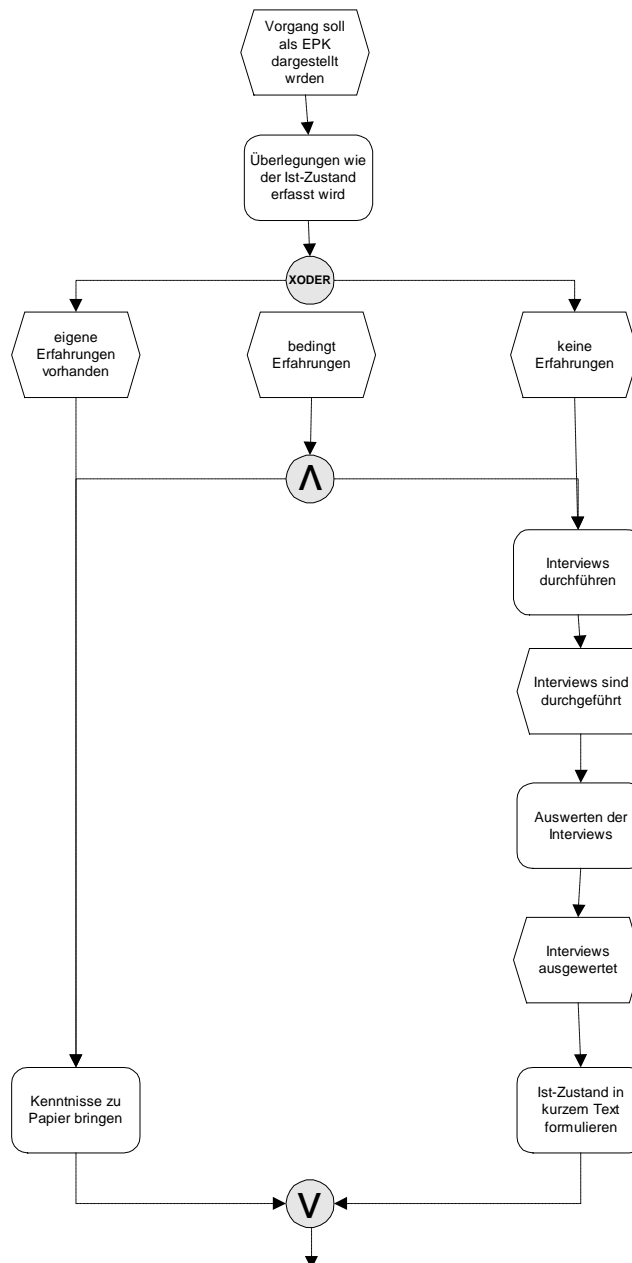 Vorgang soll
als EPK
dargestellt
wrden
Überlegungen wie
der Ist-Zustand
erfasst wird
XODER
eigene
Erfahrungen
vorhanden
bedingt
Erfahrungen
keine
Erfahrungen
Λ
Interviews
durchführen
Interviews sind
durchgeführt
Auswerten der
Interviews
Interviews
ausgewertet
Kenntnisse zu
Papier bringen
Ist-Zustand in
kurzem Text
formulieren
V